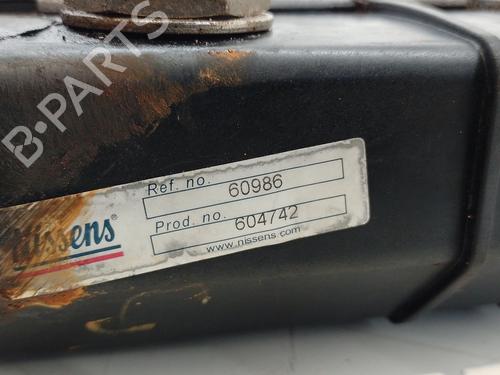 B-PARTS
Ref. no. 60986
Prod. no. 604742
nissens®
www.nissens.com